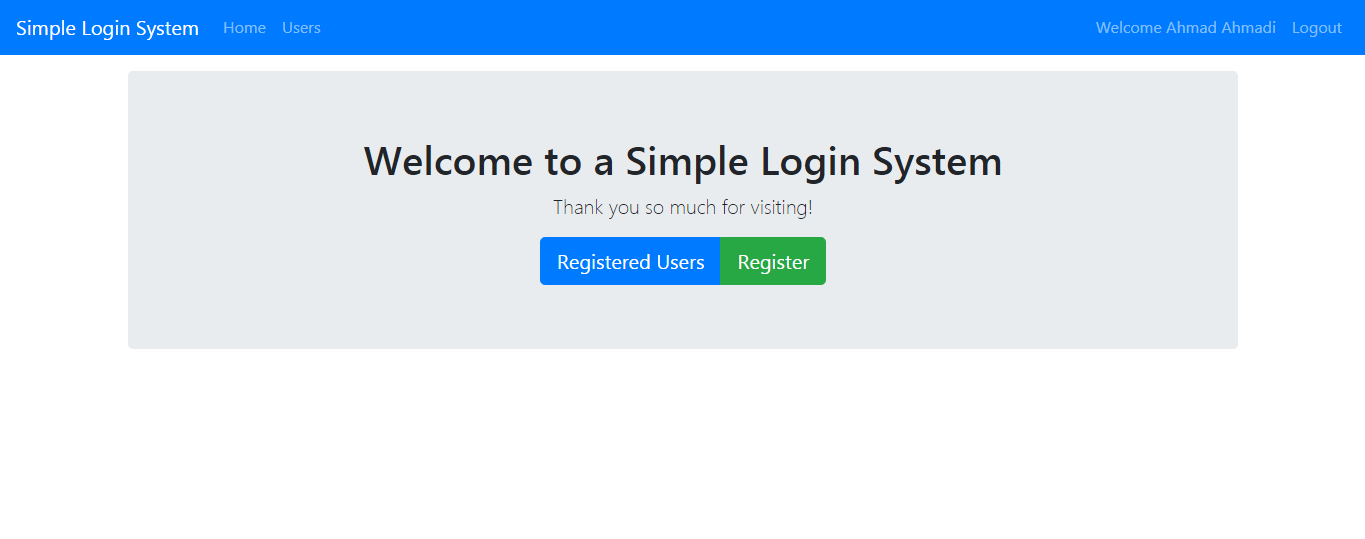 Simple Login System Home Users Welcome Ahmad Ahmadi Logout
Welcome to a Simple Login System
Thank you so much for visiting!
Registered Users Register